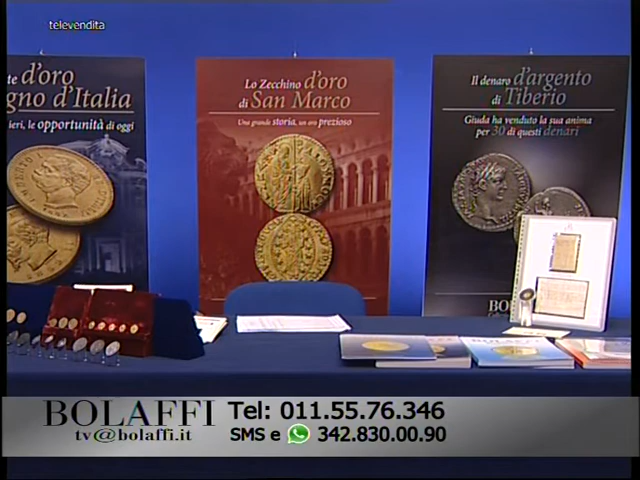 televendita
te d'oro
gno d'Italia
ieri, le opportunità di oggi
Lo Zecchino d'oro
di San Marco
Una grande storia, un oro prezioso
Il denaro d'argento
di Tiberio
Giuda ha venduto la sua anima
per 30 di questi denari
BO
BOLAFFI
tv@bolaffi.it
Tel: 011.55.76.346
SMS e 342.830.00.90